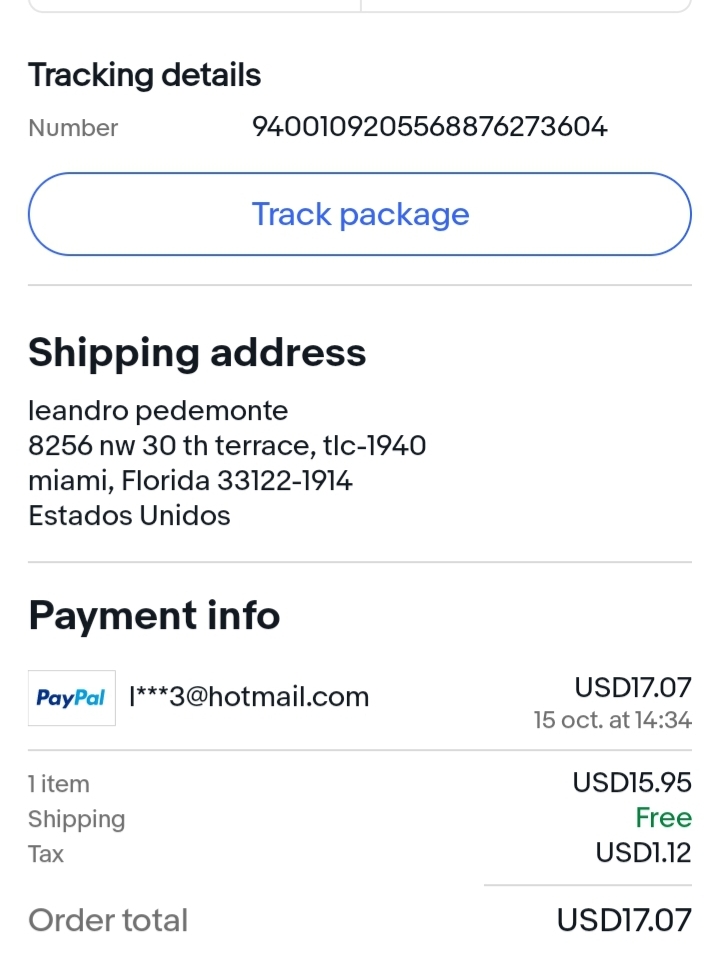 Tracking details
Number 9400109205568876273604
Track package
Shipping address
leandro pedemonte
8256 nw 30 th terrace, tlc-1940
miami, Florida 33122-1914
Estados Unidos
Payment info
PayPal l***3@hotmail.com USD17.07
15 oct. at 14:34
1 item USD15.95
Shipping Free
Tax USD1.12
Order total USD17.07